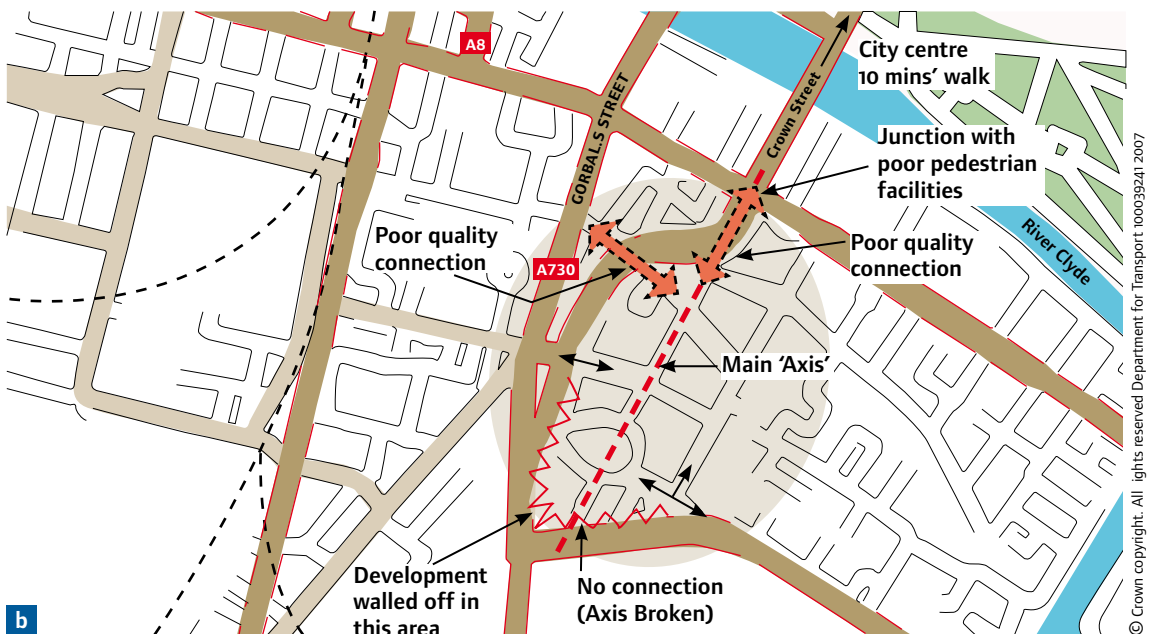 A8
GORBAL.S STREET
Crown Street
City centre
10 mins' walk
Junction with
poor pedestrian
facilities
River Clyde
Poor quality
connection
A730
Poor quality
connection
Main 'Axis'
Development
walled off in
this area
No connection
(Axis Broken)
b
© Crown copyright. All ights reserved Department for Transport 100039241 2007